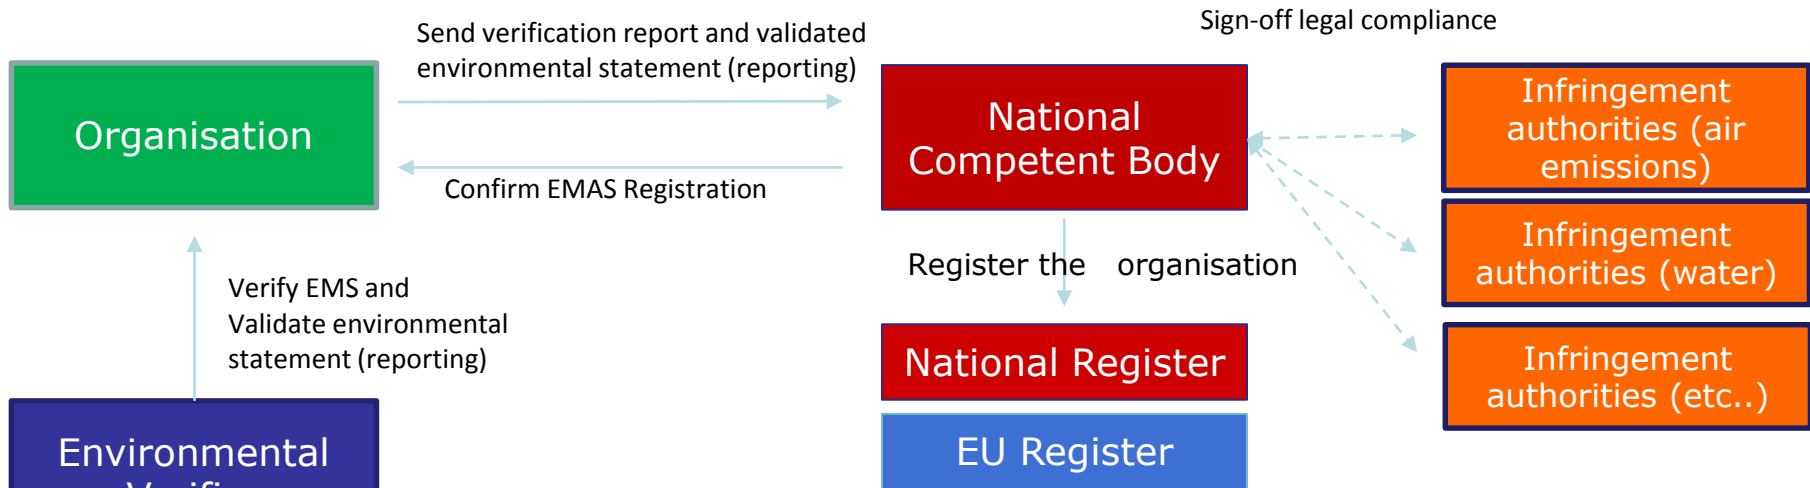 Sign-off legal compliance
Send verification report and validated
environmental statement (reporting)
Organisation
National
Competent Body
Infringement
authorities (air
emissions)
Confirm EMAS Registration
Infringement
authorities (water)
Register the organisation
Verify EMS and
Validate environmental
statement (reporting)
National Register
Infringement
authorities (etc..)
Environmental
EU Register